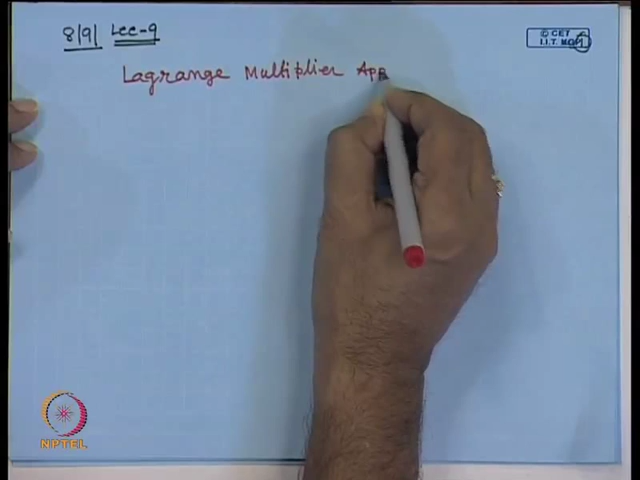 8/9/ Lec-9
© CET
I.I.T. KGP
Lagrange Multiplier App
NPTEL